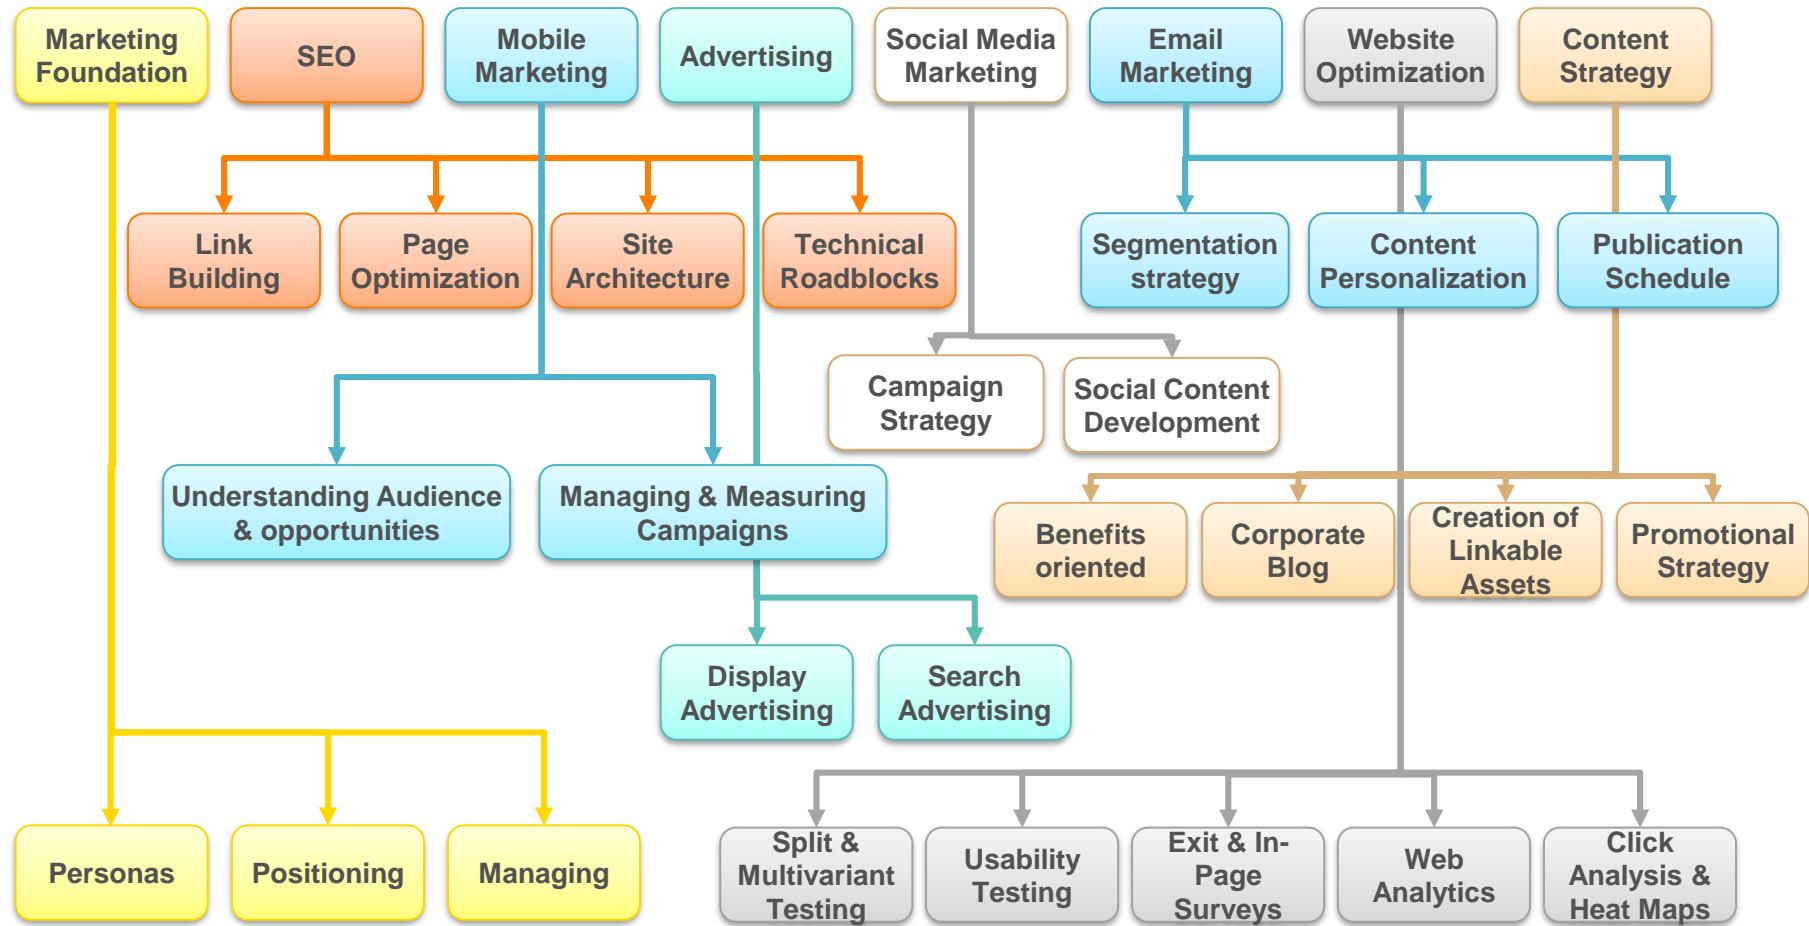 Marketing
Foundation
SEO
Mobile
Marketing
Advertising
Social Media
Marketing
Email
Marketing
Website
Optimization
Content
Strategy
Link
Building
Page
Optimization
Site
Architecture
Technical
Roadblocks
Segmentation
strategy
Content
Personalization
Publication
Schedule
Campaign
Strategy
Social Content
Development
Understanding Audience
& opportunities
Managing & Measuring
Campaigns
Benefits
oriented
Corporate
Blog
Creation of
Linkable
Assets
Promotional
Strategy
Display
Advertising
Search
Advertising
Personas
Positioning
Managing
Split &
Multivariant
Testing
Usability
Testing
Exit & In-
Page
Surveys
Web
Analytics
Click
Analysis &
Heat Maps